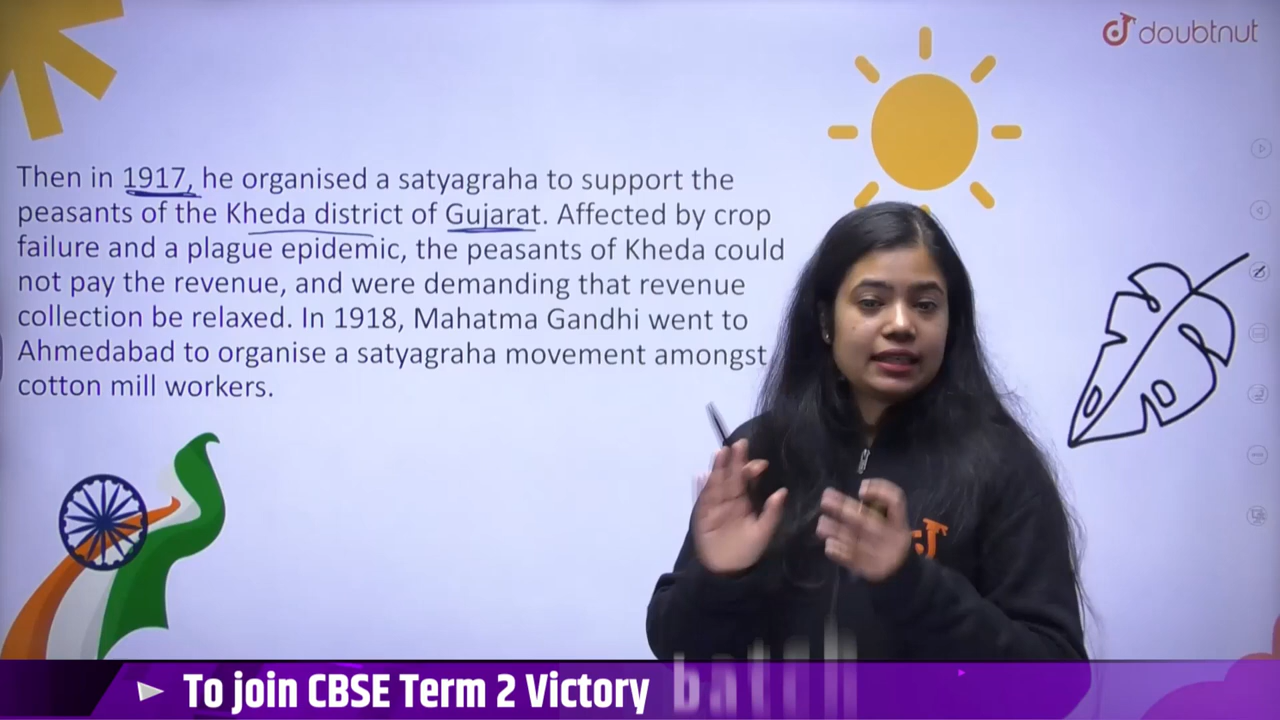 doubtnut
Then in 1917, he organised a satyagraha to support the
peasants of the Kheda district of Gujarat. Affected by crop
failure and a plague epidemic, the peasants of Kheda could
not pay the revenue, and were demanding that revenue
collection be relaxed. In 1918, Mahatma Gandhi went to
Ahmedabad to organise a satyagraha movement amongst
cotton mill workers.
To join CBSE Term 2 Victory batch